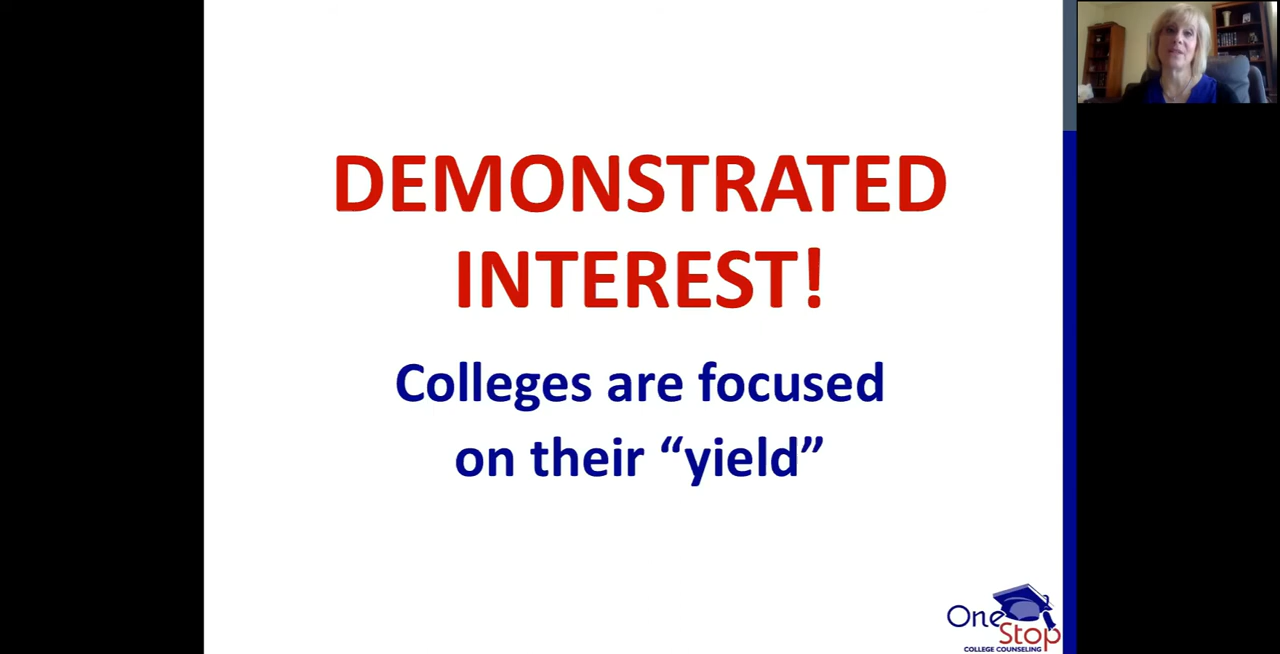 DEMONSTRATED
INTEREST!
Colleges are focused
on their “yield”
One
Stop
COLLEGE COUNSELING